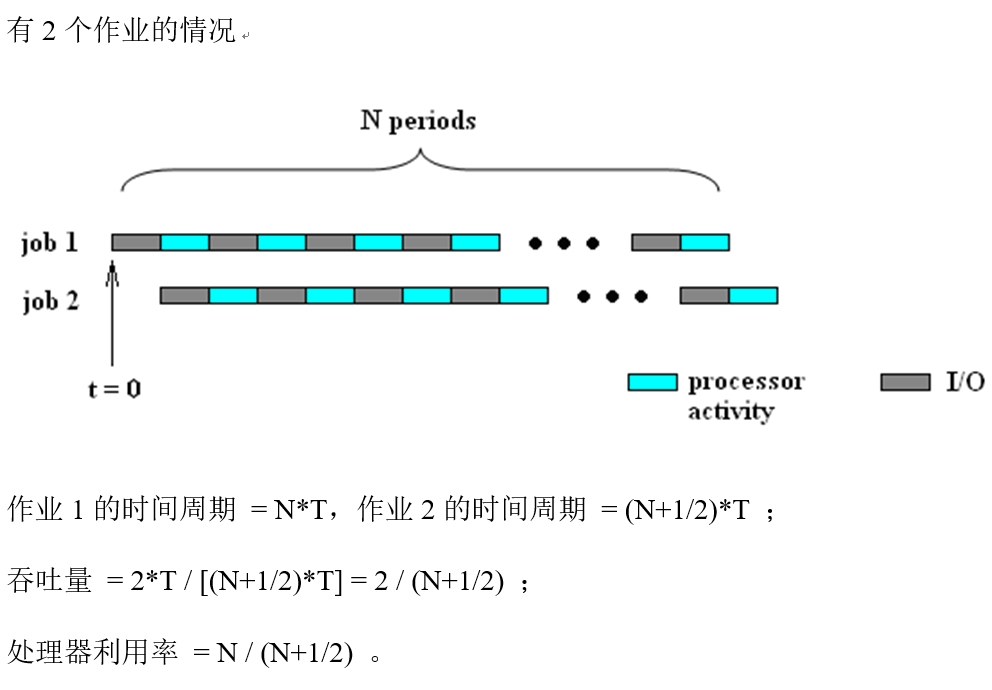 有 2 个作业的情况↵
N periods
job 1
job 2
t = 0
processor
activity
I/O
作业 1 的时间周期 = N*T，作业 2 的时间周期 = (N+1/2)*T ；
吞吐量 = 2*T / [(N+1/2)*T] = 2 / (N+1/2) ；
处理器利用率 = N / (N+1/2) 。